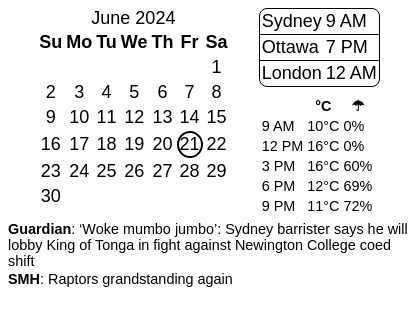 June 2024
Su Mo Tu We Th Fr Sa
1
2 3 4 5 6 7 8
9 10 11 12 13 14 15
16 17 18 19 20 21 22
23 24 25 26 27 28 29
30
Sydney 9 AM
Ottawa 7 PM
London 12 AM
°C ☂
9 AM 10°C 0%
12 PM 16°C 0%
3 PM 16°C 60%
6 PM 12°C 69%
9 PM 11°C 72%
Guardian: ‘Woke mumbo jumbo’: Sydney barrister says he will
lobby King of Tonga in fight against Newington College coed
shift
SMH: Raptors grandstanding again